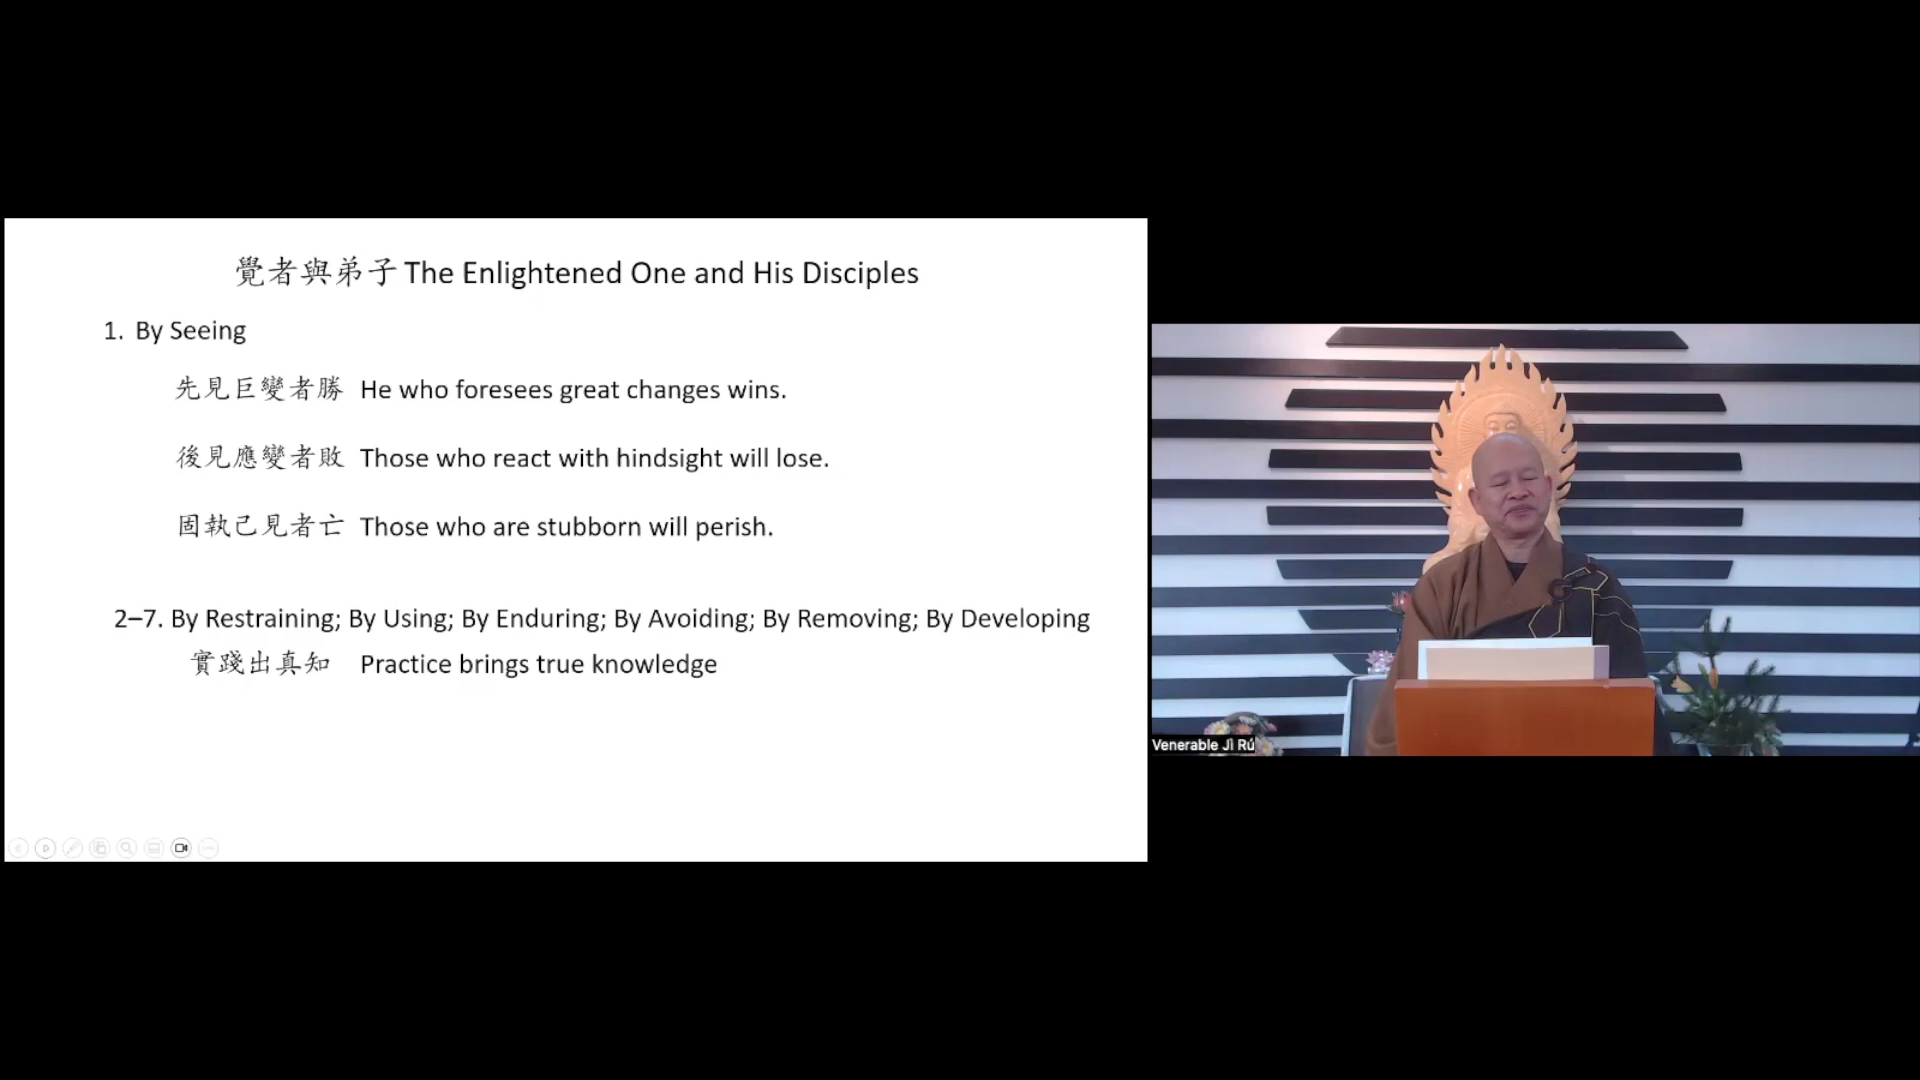 覺者與弟子 The Enlightened One and His Disciples
1. By Seeing
先見巨變者勝 He who foresees great changes wins.
後見應變者敗 Those who react with hindsight will lose.
固執己見者亡 Those who are stubborn will perish.
2–7. By Restraining; By Using; By Enduring; By Avoiding; By Removing; By Developing
實踐出真知 Practice brings true knowledge
Venerable Jì Rú